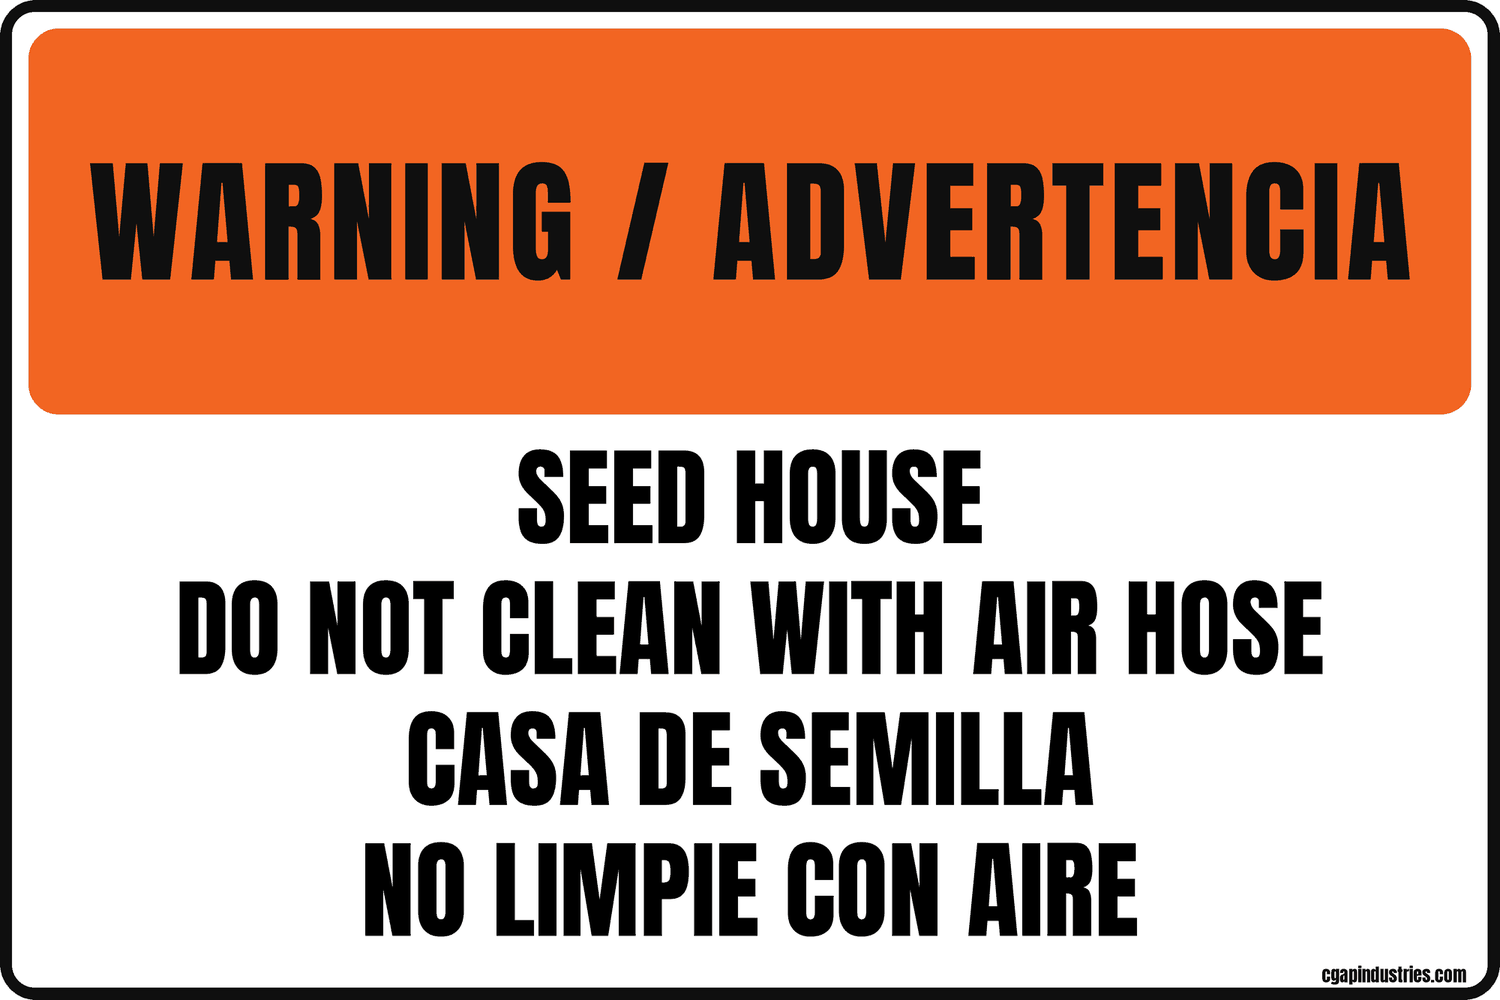 WARNING / ADVERTENCIA
SEED HOUSE
DO NOT CLEAN WITH AIR HOSE
CASA DE SEMILLA
NO LIMPIE CON AIRE
cgapindustries.com